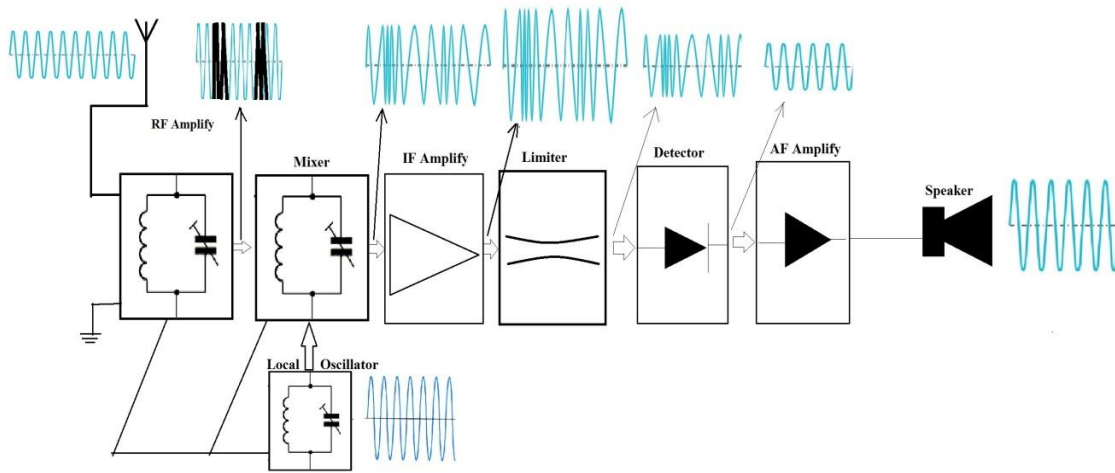 RF Amplify
Mixer
IF Amplify
Limiter
Detector
AF Amplify
Speaker
Local Oscillator